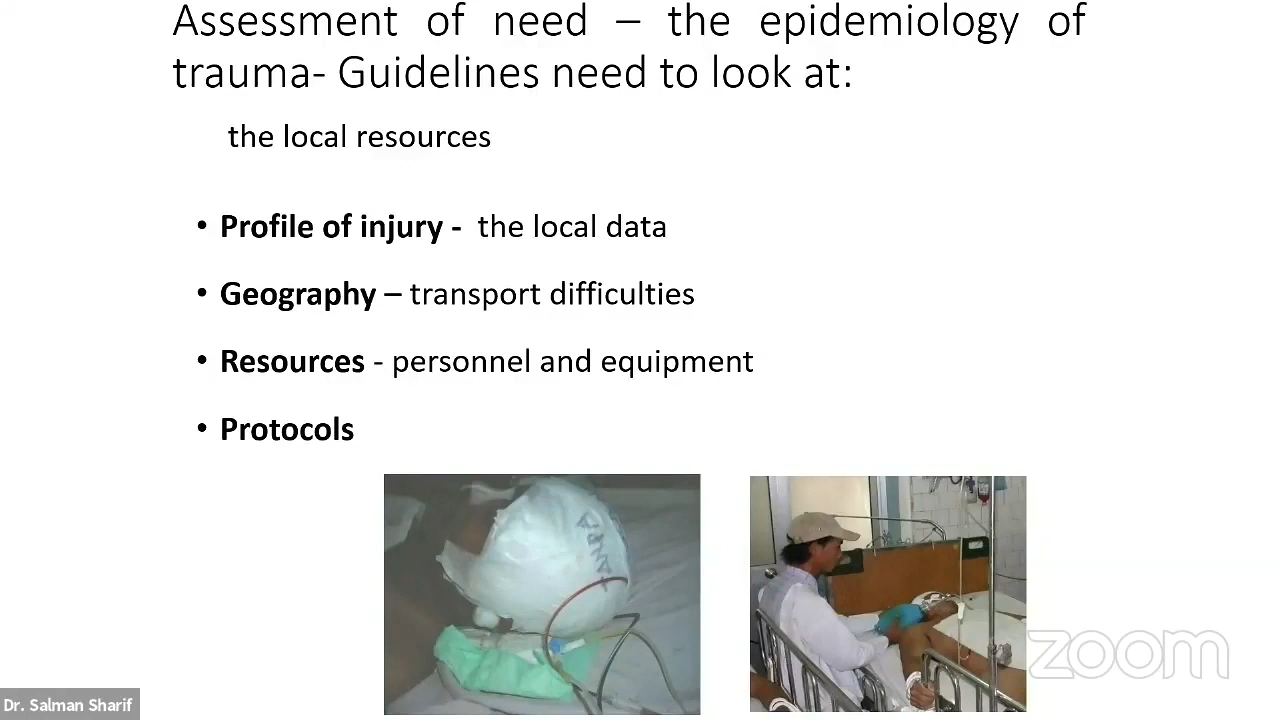 Assessment of need – the epidemiology of
trauma- Guidelines need to look at:
the local resources
• Profile of injury - the local data
• Geography – transport difficulties
• Resources - personnel and equipment
• Protocols
zoom
Dr. Salman Sharif